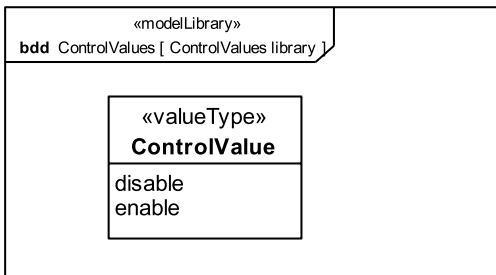 «modelLibrary»
bdd ControlValues [ ControlValues library ]
«valueType»
ControlValue
disable
enable